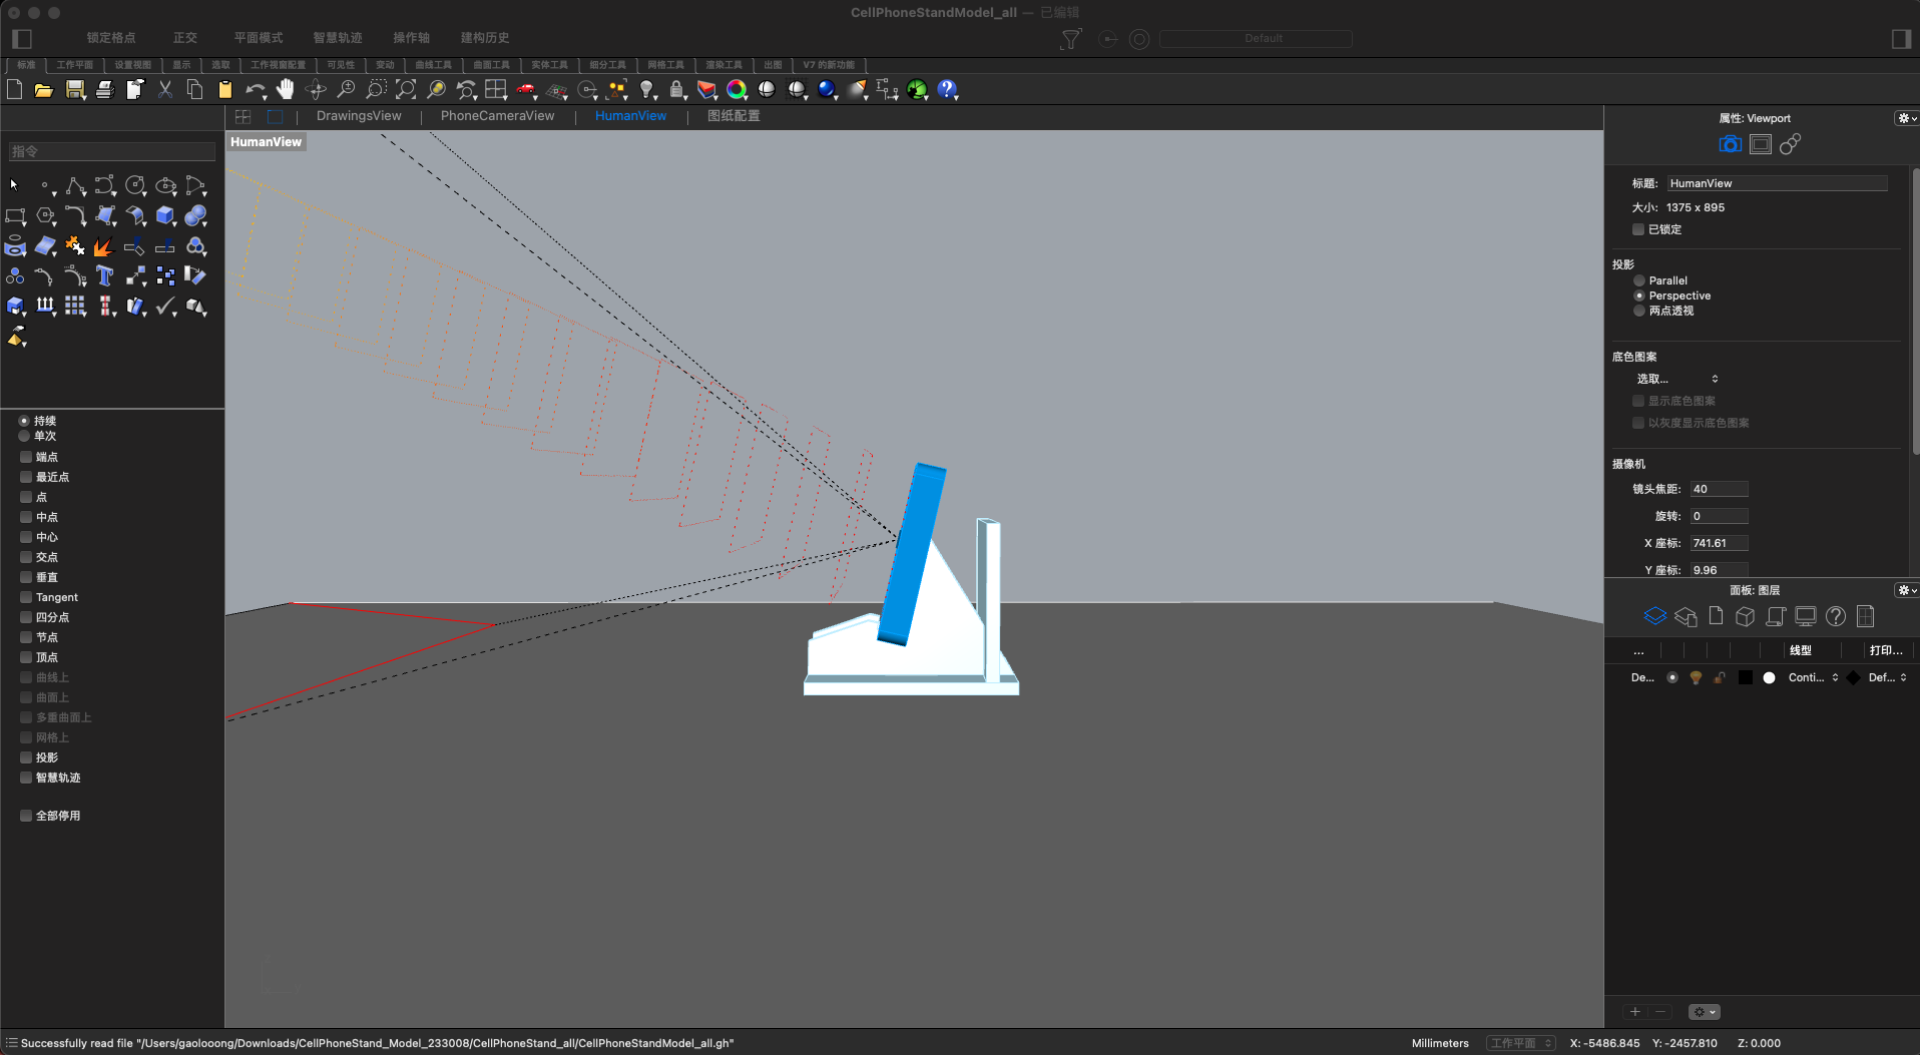 CellPhoneStandModel_all — 已编辑
锁定格点 正交 平面模式 智慧轨迹 操作轴 建构历史 Default
标准 工作平面 设置视图 显示 选取 工作视窗配置 可见性 变动 曲线工具 曲面工具 实体工具 细分工具 网格工具 渲染工具 出图 V7 的新功能
DrawingsView | PhoneCameraView | HumanView | 图纸配置
HumanView
指令
持续
单次
端点
最近点
点
中点
中心
交点
垂直
Tangent
四分点
节点
顶点
曲线上
曲面上
多重曲面上
网格上
投影
智慧轨迹
全部停用
属性: Viewport
标题: HumanView
大小: 1375 x 895
已锁定
投影
Parallel
Perspective
两点透视
底色图案
选取...
显示底色图案
以灰度显示底色图案
摄像机
镜头焦距: 40
旋转: 0
X 座标: 741.61
Y 座标: 9.96
面板: 图层
... 线型 打印...
De... Conti... Def...
Successfully read file "/Users/gaolooong/Downloads/CellPhoneStand_Model_233008/CellPhoneStand_all/CellPhoneStandModel_all.gh"
Millimeters 工作平面 X: -5486.845 Y: -2457.810 Z: 0.000